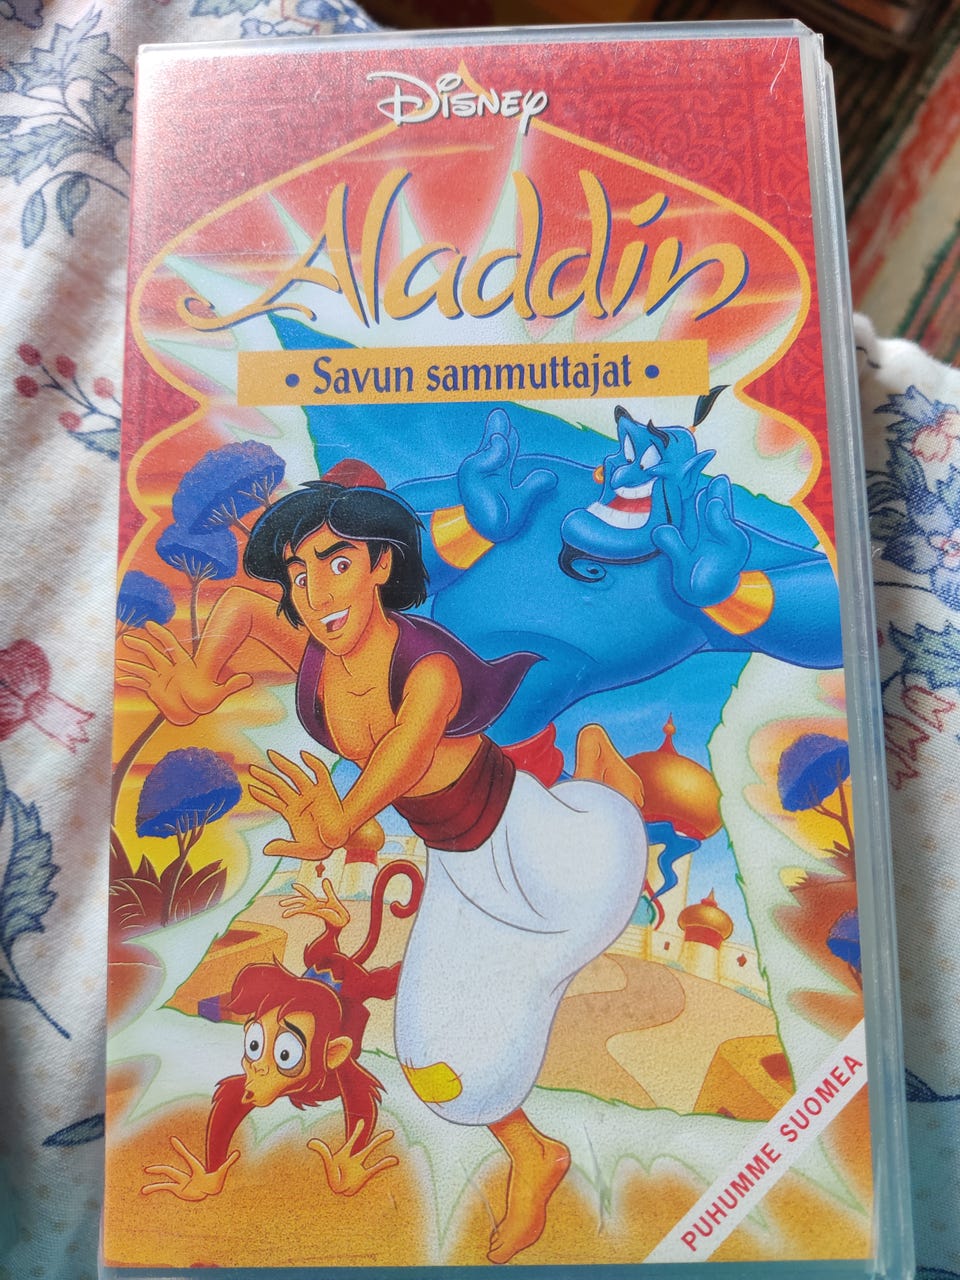 Disney
Aladdin
• Savun sammuttajat •
PUHUMME SUOMEA